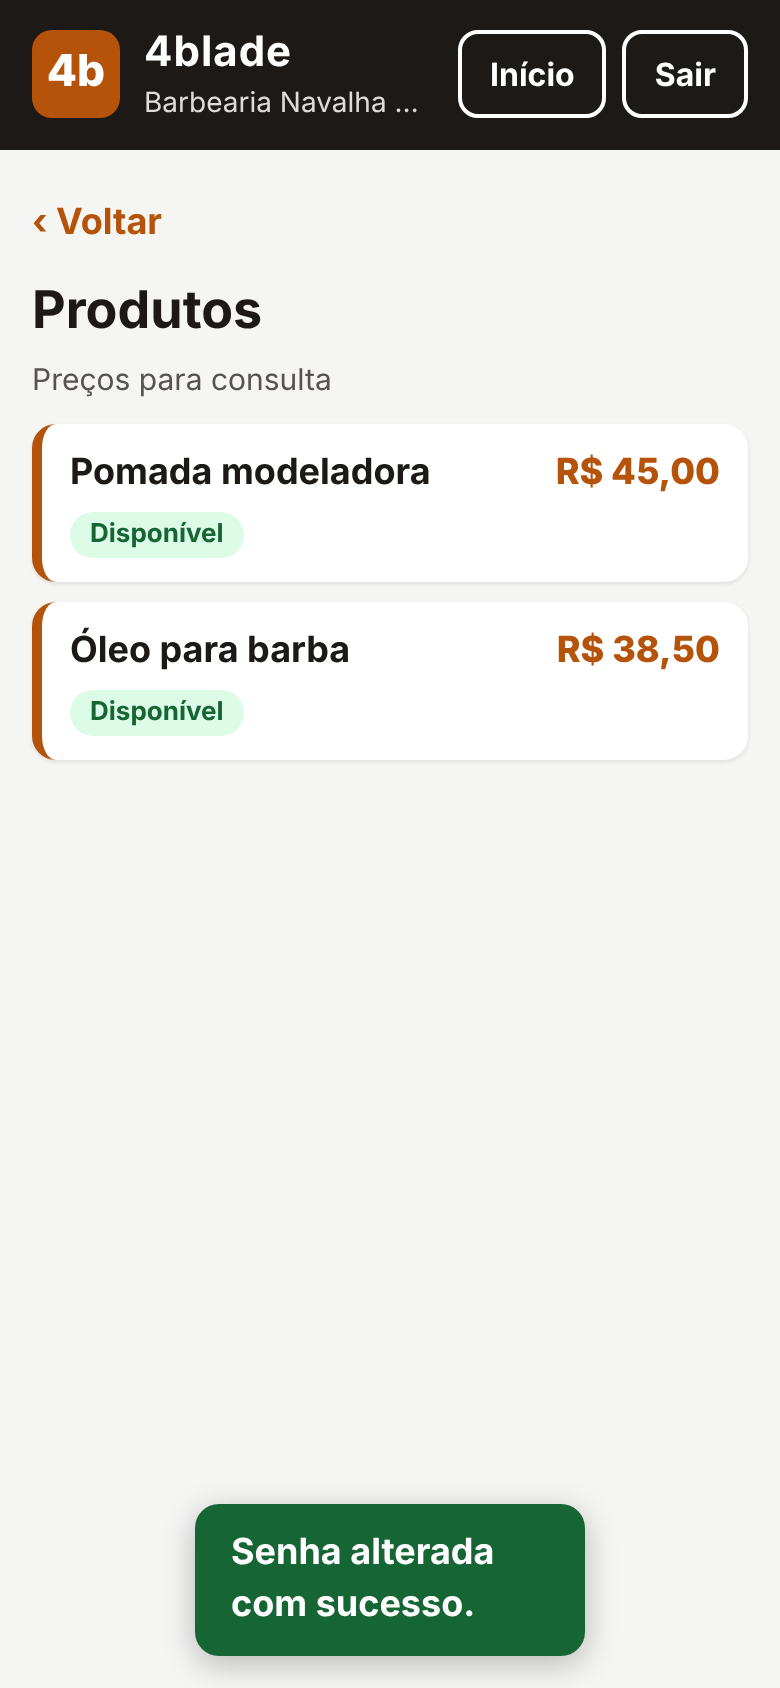 4b
4blade
Barbearia Navalha ...
Início
Sair
‹ Voltar
Produtos
Preços para consulta
Pomada modeladora
R$ 45,00
Disponível
Óleo para barba
R$ 38,50
Disponível
Senha alterada
com sucesso.